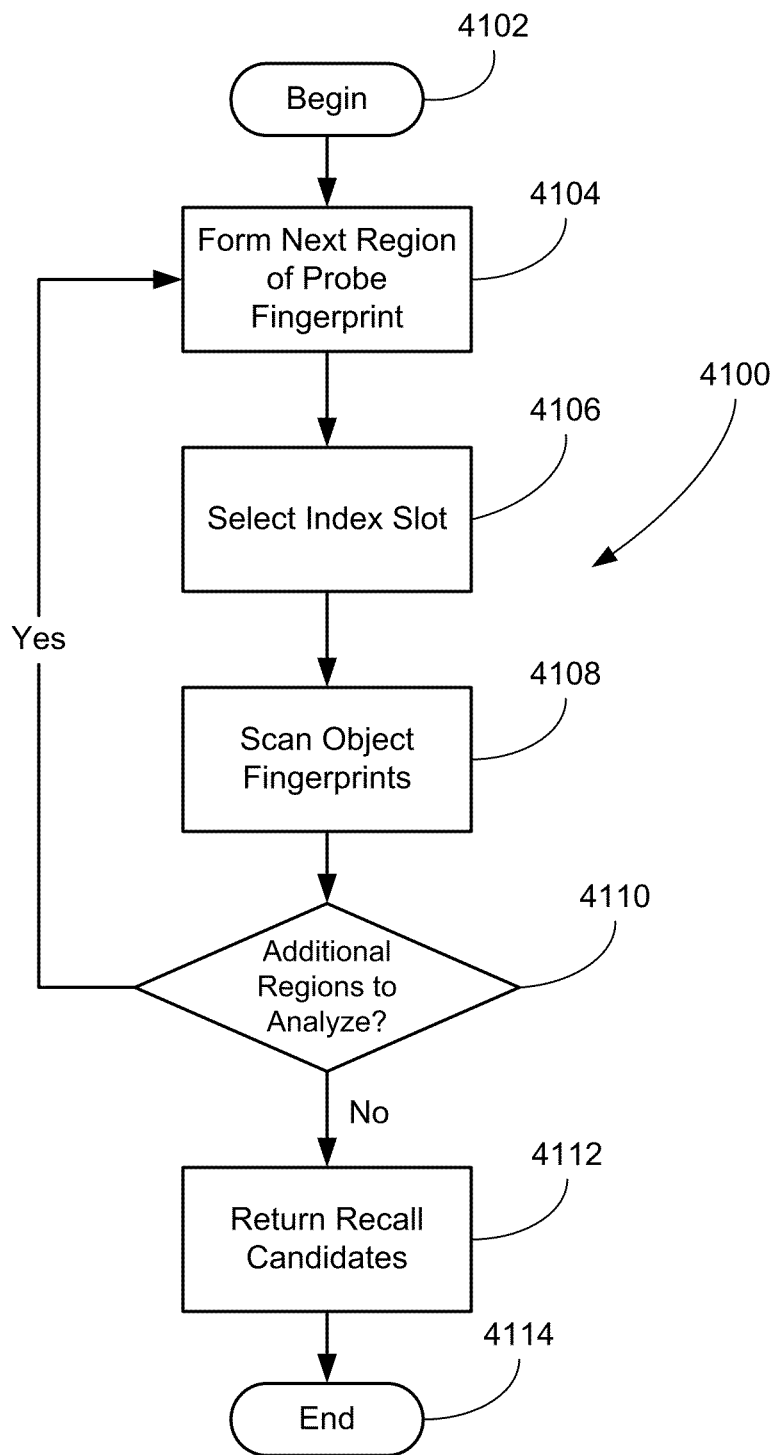 4102
Begin
4104
Form Next Region
of Probe
Fingerprint
4100
4106
Select Index Slot
Yes
4108
Scan Object
Fingerprints
4110
Additional
Regions to
Analyze?
No
4112
Return Recall
Candidates
4114
End